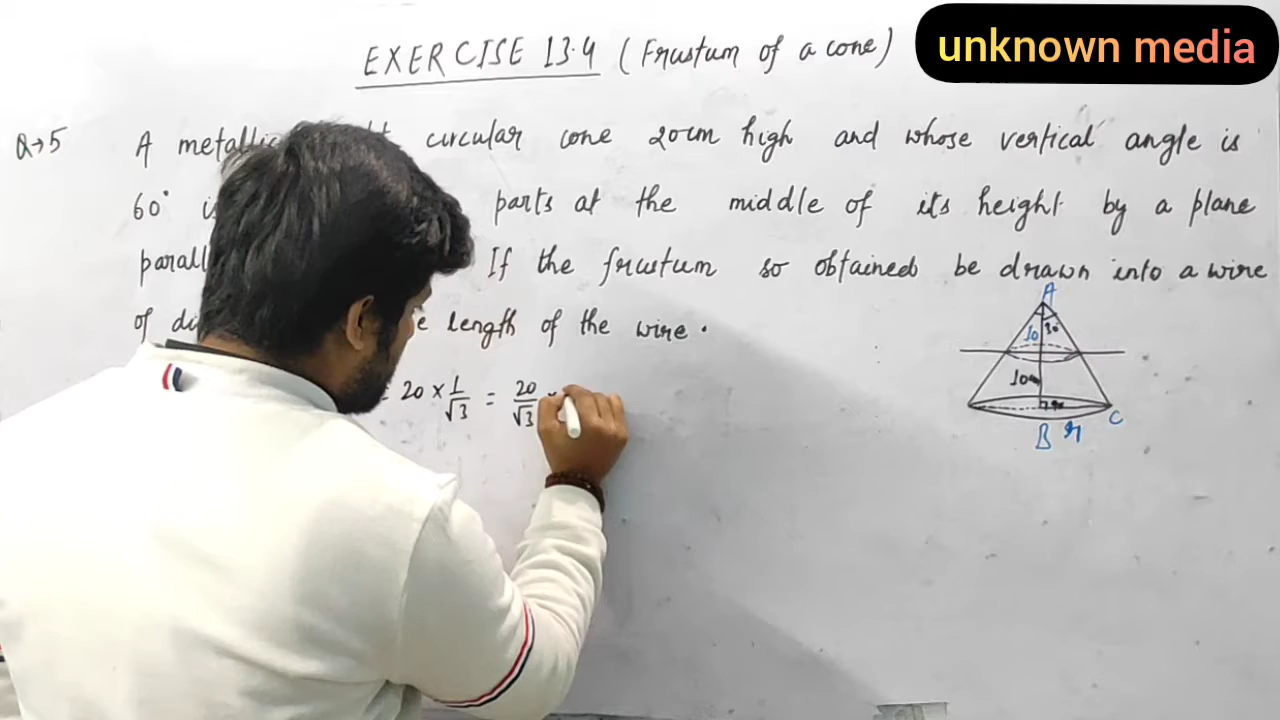 unknown media
EXERCISE 13.4 (Frustum of a cone)
Q→5 A circular cone 20cm high and whose vertical angle is
60° parts at the middle of its height by a plane
If the frustum so obtained be drawn into a wire
of length of the wire.
A
10
30°
10cm
B r C
20 × 1/√3 = 20/√3